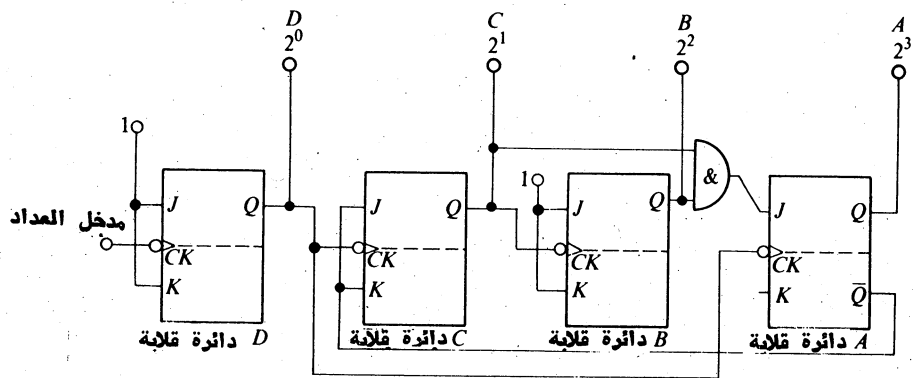 D C B A
2⁰ 2¹ 2² 2³
1
1
&
J Q J Q J Q J Q
مدخل العداد
CK CK CK CK
K K K K Q̅
دائرة قلابة D دائرة قلابة C دائرة قلابة B دائرة قلابة A